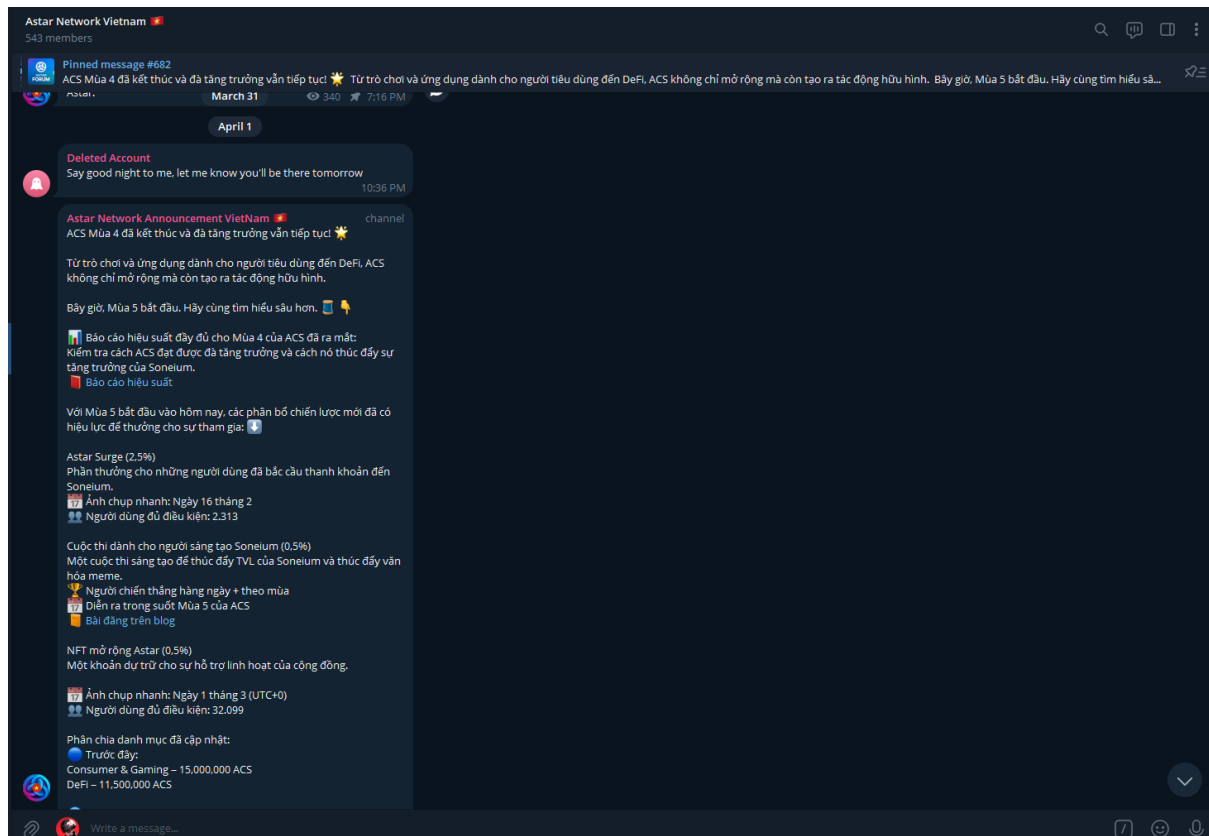 Astar Network Vietnam 🇻🇳
543 members
Pinned message #682
ACS Mùa 4 đã kết thúc và đà tăng trưởng vẫn tiếp tục! 🌟 Từ trò chơi và ứng dụng dành cho người tiêu dùng đến DeFi, ACS không chỉ mở rộng mà còn tạo ra tác động hữu hình. Bây giờ, Mùa 5 bắt đầu. Hãy cùng tìm hiểu sâ...
FORUM
Astar.
March 31
340 7:16 PM
April 1
Deleted Account
Say good night to me, let me know you'll be there tomorrow
10:36 PM
Astar Network Announcement VietNam 🇻🇳 channel
ACS Mùa 4 đã kết thúc và đà tăng trưởng vẫn tiếp tục! 🌟
Từ trò chơi và ứng dụng dành cho người tiêu dùng đến DeFi, ACS
không chỉ mở rộng mà còn tạo ra tác động hữu hình.
Bây giờ, Mùa 5 bắt đầu. Hãy cùng tìm hiểu sâu hơn. 🧵 👇
📊 Báo cáo hiệu suất đầy đủ cho Mùa 4 của ACS đã ra mắt:
Kiểm tra cách ACS đạt được đà tăng trưởng và cách nó thúc đẩy sự
tăng trưởng của Soneium.
📕 Báo cáo hiệu suất
Với Mùa 5 bắt đầu vào hôm nay, các phân bổ chiến lược mới đã có
hiệu lực để thưởng cho sự tham gia: ⬇️
Astar Surge (2,5%)
Phần thưởng cho những người dùng đã bắc cầu thanh khoản đến
Soneium.
📅 Ảnh chụp nhanh: Ngày 16 tháng 2
👥 Người dùng đủ điều kiện: 2.313
Cuộc thi dành cho người sáng tạo Soneium (0,5%)
Một cuộc thi sáng tạo để thúc đẩy TVL của Soneium và thúc đẩy văn
hóa meme.
🏆 Người chiến thắng hàng ngày + theo mùa
📅 Diễn ra trong suốt Mùa 5 của ACS
📙 Bài đăng trên blog
NFT mở rộng Astar (0,5%)
Một khoản dự trữ cho sự hỗ trợ linh hoạt của cộng đồng.
📅 Ảnh chụp nhanh: Ngày 1 tháng 3 (UTC+0)
👥 Người dùng đủ điều kiện: 32.099
Phân chia danh mục đã cập nhật:
🔵 Trước đây:
Consumer & Gaming – 15,000,000 ACS
DeFi – 11,500,000 ACS
Write a message...